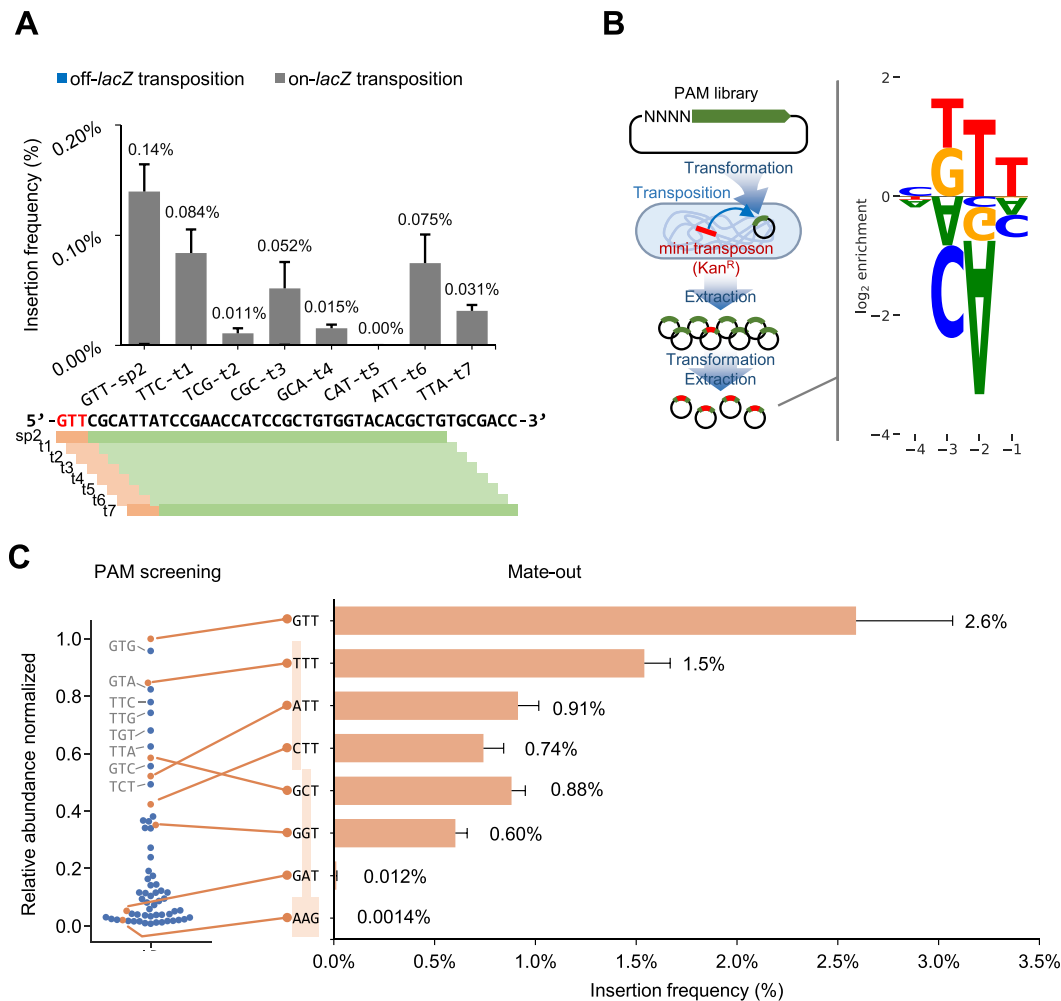 A
off-lacZ transposition
on-lacZ transposition
Insertion frequency (%)
0.20%
0.10%
0.00%
0.14%
0.084%
0.011%
0.052%
0.015%
0.00%
0.075%
0.031%
GTT-sp2
TTC-t1
TCG-t2
CGC-t3
GCA-t4
CAT-t5
ATT-t6
TTA-t7
5’-GTTCGCATTATCCGAACCATCCGCTGTGGTACACGCTGTGCGACC-3’
sp2
t1
t2
t3
t4
t5
t6
t7
B
PAM library
NNNN
Transformation
Transposition
mini transposon
(KanR)
Extraction
Transformation
Extraction
log2 enrichment
2
0
−2
−4
−4
−3
−2
−1
C
T
A
T
G
A
C
T
C
G
A
T
A
C
C
PAM screening
Mate-out
Relative abundance normalized
1.0
0.8
0.6
0.4
0.2
0.0
GTG
GTA
TTC
TTG
TGT
TTA
GTC
TCT
GTT
TTT
ATT
CTT
GCT
GGT
GAT
AAG
2.6%
1.5%
0.91%
0.74%
0.88%
0.60%
0.012%
0.0014%
0.0%
0.5%
1.0%
1.5%
2.0%
2.5%
3.0%
3.5%
Insertion frequency (%)